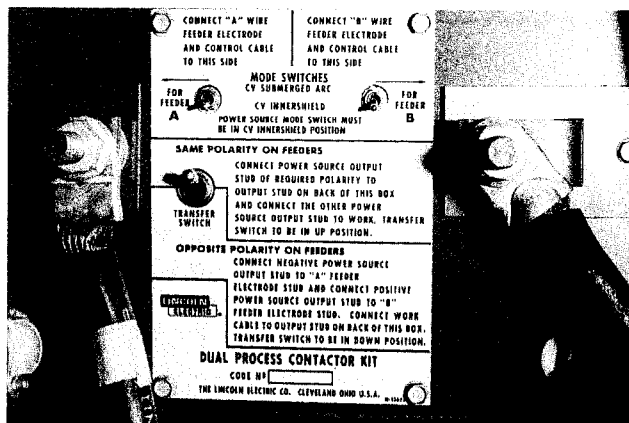 CONNECT "A" WIRE
FEEDER ELECTRODE
AND CONTROL CABLE
TO THIS SIDE
CONNECT "B" WIRE
FEEDER ELECTRODE
AND CONTROL CABLE
TO THIS SIDE
MODE SWITCHES
CV SUBMERGED ARC
FOR
FEEDER
A
CV INNERSHIELD
FOR
FEEDER
B
POWER SOURCE MODE SWITCH MUST
BE IN CV INNERSHIELD POSITION
SAME POLARITY ON FEEDERS
CONNECT POWER SOURCE OUTPUT
STUD OF REQUIRED POLARITY TO
OUTPUT STUD ON BACK OF THIS BOX
AND CONNECT THE OTHER POWER
SOURCE OUTPUT STUD TO WORK. TRANSFER
SWITCH TO BE IN UP POSITION.
TRANSFER
SWITCH
OPPOSITE POLARITY ON FEEDERS
CONNECT NEGATIVE POWER SOURCE
OUTPUT STUD TO "A" FEEDER
ELECTRODE STUD AND CONNECT POSITIVE
POWER SOURCE OUTPUT STUD TO "B"
FEEDER ELECTRODE STUD. CONNECT WORK
CABLE TO OUTPUT STUD ON BACK OF THIS BOX.
TRANSFER SWITCH TO BE IN DOWN POSITION.
LINCOLN
ELECTRIC
DUAL PROCESS CONTACTOR KIT
CODE Nº
THE LINCOLN ELECTRIC CO. CLEVELAND OHIO U.S.A.